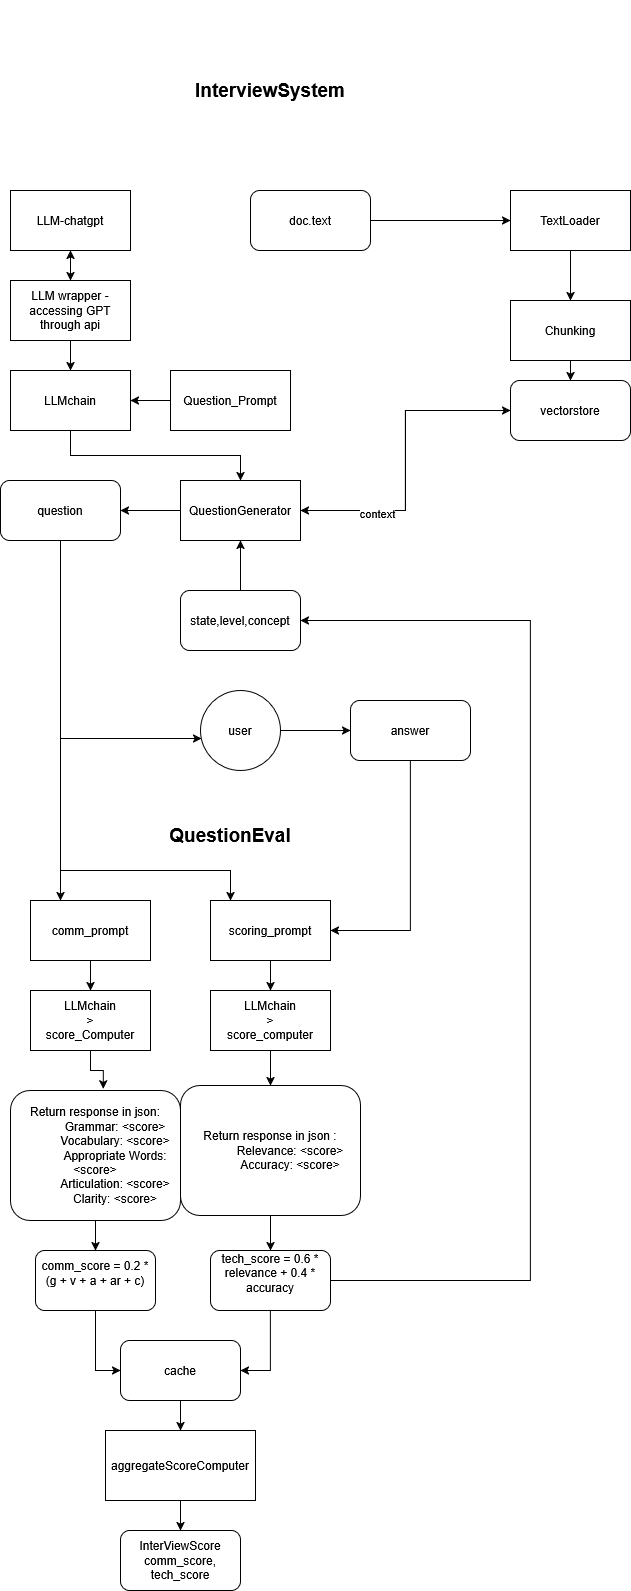 InterviewSystem
LLM-chatgpt
doc.text
TextLoader
LLM wrapper -
accessing GPT
through api
Chunking
LLMchain
Question_Prompt
vectorstore
question
QuestionGenerator
context
state,level,concept
user
answer
QuestionEval
comm_prompt
scoring_prompt
LLMchain
>
score_Computer
LLMchain
>
score_computer
Return response in json:
Grammar: <score>
Vocabulary: <score>
Appropriate Words:
<score>
Articulation: <score>
Clarity: <score>
Return response in json :
Relevance: <score>
Accuracy: <score>
comm_score = 0.2 *
(g + v + a + ar + c)
tech_score = 0.6 *
relevance + 0.4 *
accuracy
cache
aggregateScoreComputer
InterViewScore
comm_score,
tech_score